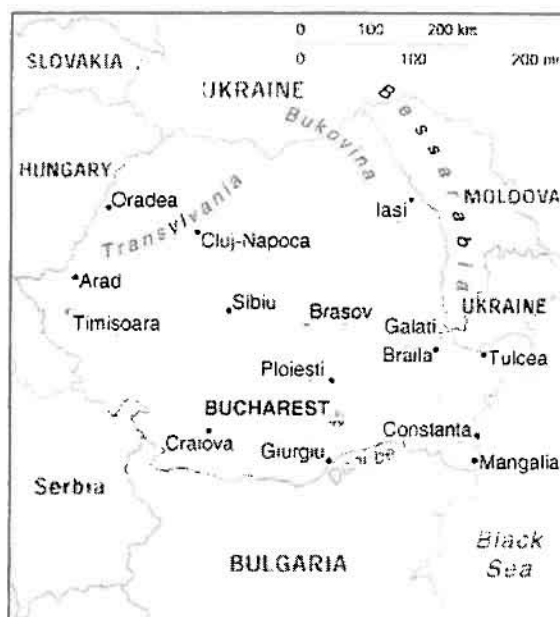 0 100 200 km
0 100 200 mi
SLOVAKIA
UKRAINE
Bessarabia
Bukovina
HUNGARY
MOLDOVA
Oradea
Iasi
Transylvania
Cluj-Napoca
Arad
Sibiu
Brasov
UKRAINE
Timisoara
Galati
Braila
Tulcea
Ploiesti
BUCHAREST
Craiova
Constanta
Giurgiu
Mangalia
Serbia
Black
Sea
BULGARIA